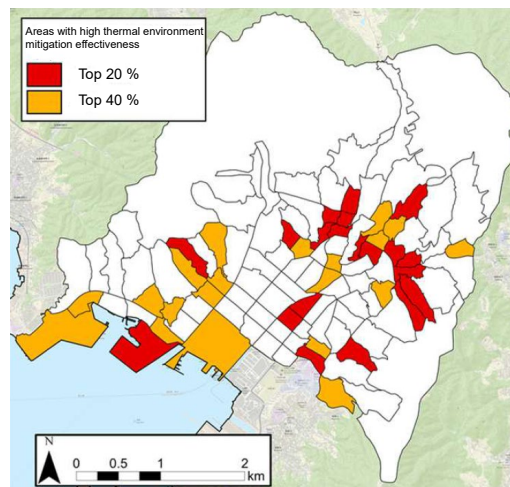 Areas with high thermal environment
mitigation effectiveness
Top 20 %
Top 40 %
N
0 0.5 1 2
km